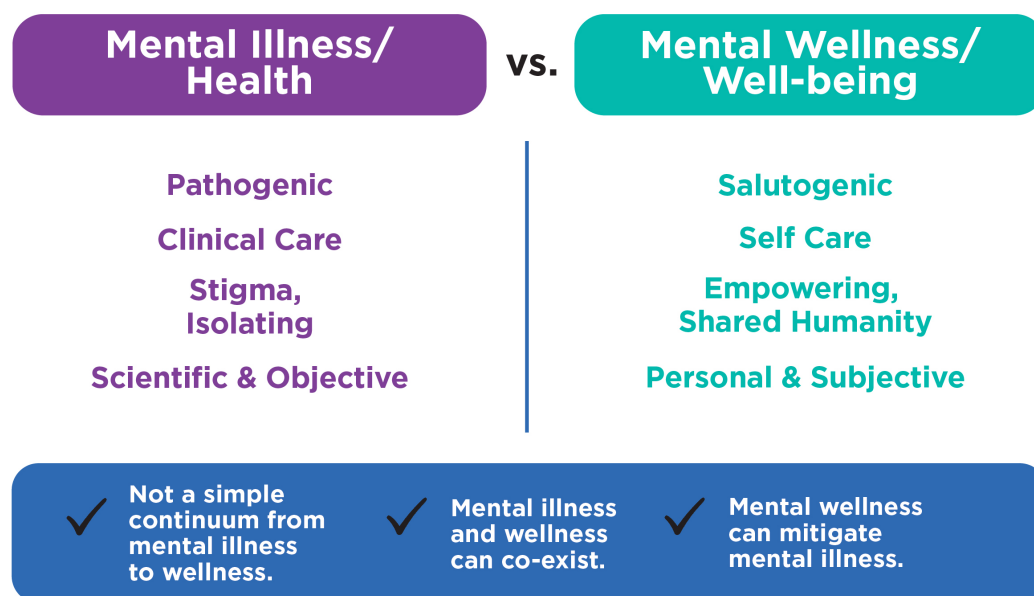 Mental Illness/
Health
vs.
Mental Wellness/
Well-being
Pathogenic
Clinical Care
Stigma,
Isolating
Scientific & Objective
Salutogenic
Self Care
Empowering,
Shared Humanity
Personal & Subjective
Not a simple
continuum from
mental illness
to wellness.
Mental illness
and wellness
can co-exist.
Mental wellness
can mitigate
mental illness.